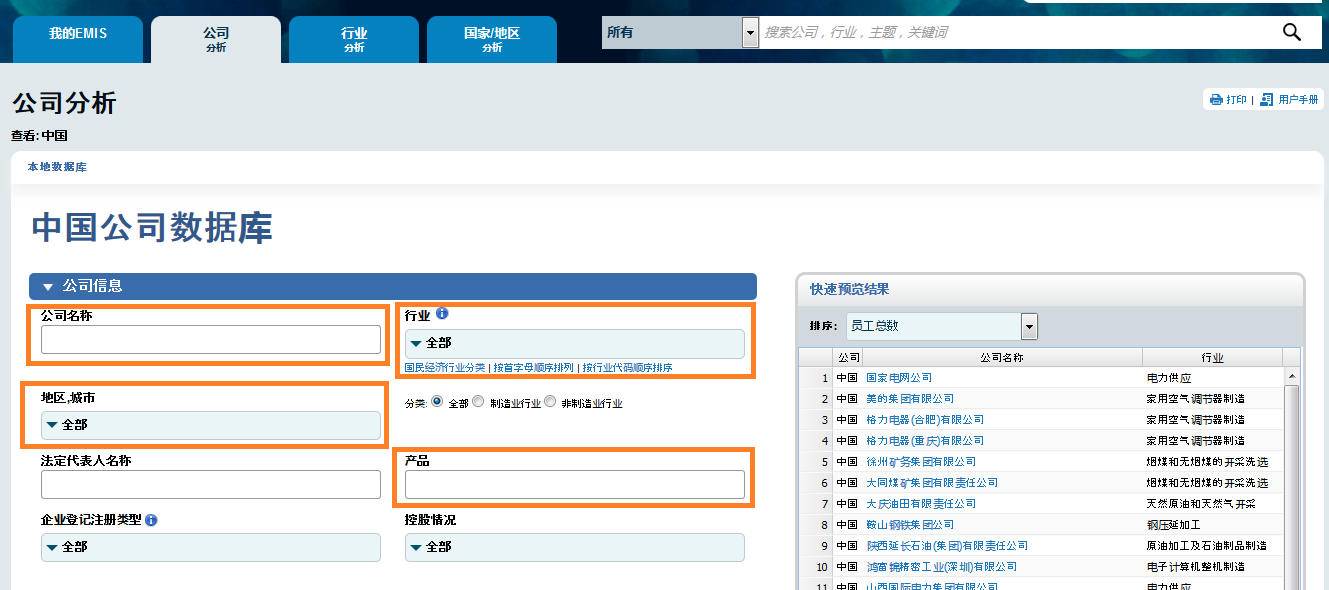 我的EMIS
公司
分析
行业
分析
国家/地区
分析
所有
搜索公司，行业，主题，关键词
公司分析
打印 | 用户手册
查看: 中国
本地数据库
中国公司数据库
公司信息
公司名称
行业
全部
国民经济行业分类 | 按首字母顺序排列 | 按行业代码顺序排序
地区,城市
全部
分类: 全部 制造业行业 非制造业行业
法定代表人名称
产品
企业登记注册类型
全部
控股情况
全部
快速预览结果
排序: 员工总数
公司 公司名称 行业
1 中国 国家电网公司 电力供应
2 中国 美的集团有限公司 家用空气调节器制造
3 中国 格力电器(合肥)有限公司 家用空气调节器制造
4 中国 格力电器(重庆)有限公司 家用空气调节器制造
5 中国 徐州矿务集团有限公司 烟煤和无烟煤的开采洗选
6 中国 大同煤矿集团有限责任公司 烟煤和无烟煤的开采洗选
7 中国 大庆油田有限责任公司 天然原油和天然气开采
8 中国 鞍山钢铁集团公司 钢压延加工
9 中国 陕西延长石油(集团)有限责任公司 原油加工及石油制品制造
10 中国 鸿富锦精密工业(深圳)有限公司 电子计算机整机制造
11 中国 山西国际电力集团有限公司 电力供应